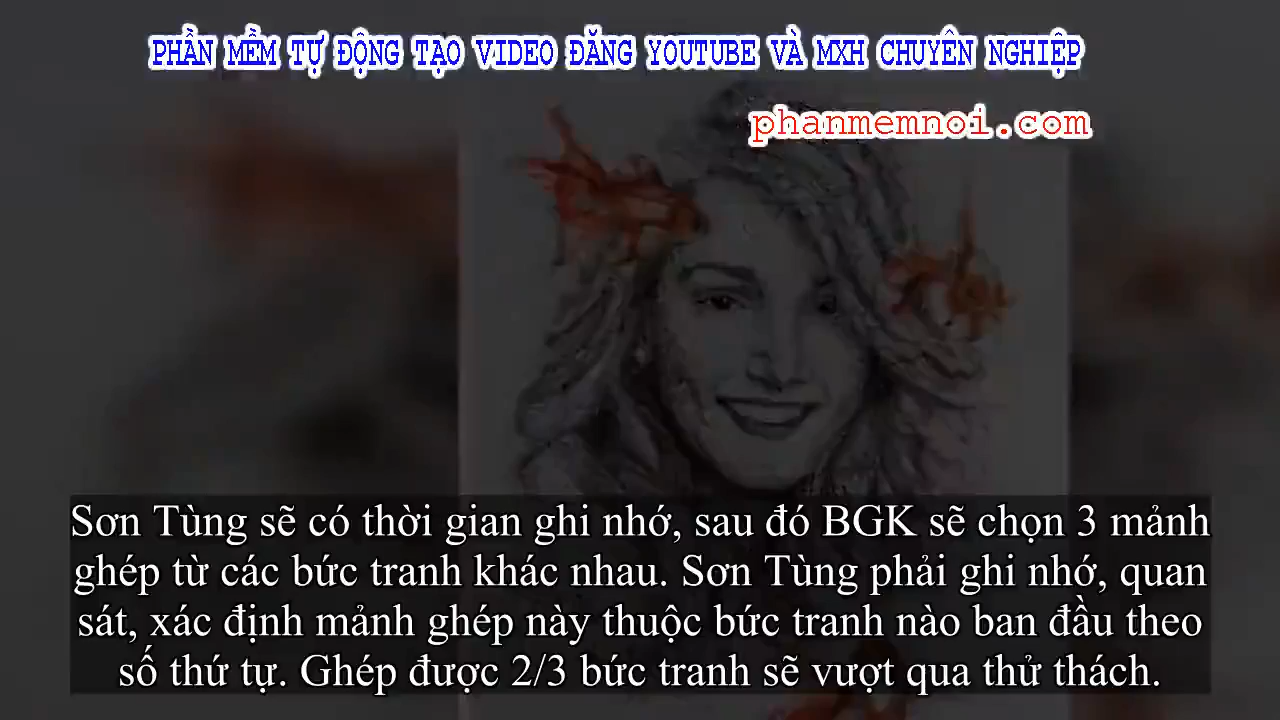 PHẦN MỀM TỰ ĐỘNG TẠO VIDEO ĐĂNG YOUTUBE VÀ MXH CHUYÊN NGHIỆP
phanmemnoi.com
Sơn Tùng sẽ có thời gian ghi nhớ, sau đó BGK sẽ chọn 3 mảnh
ghép từ các bức tranh khác nhau. Sơn Tùng phải ghi nhớ, quan
sát, xác định mảnh ghép này thuộc bức tranh nào ban đầu theo
số thứ tự. Ghép được 2/3 bức tranh sẽ vượt qua thử thách.